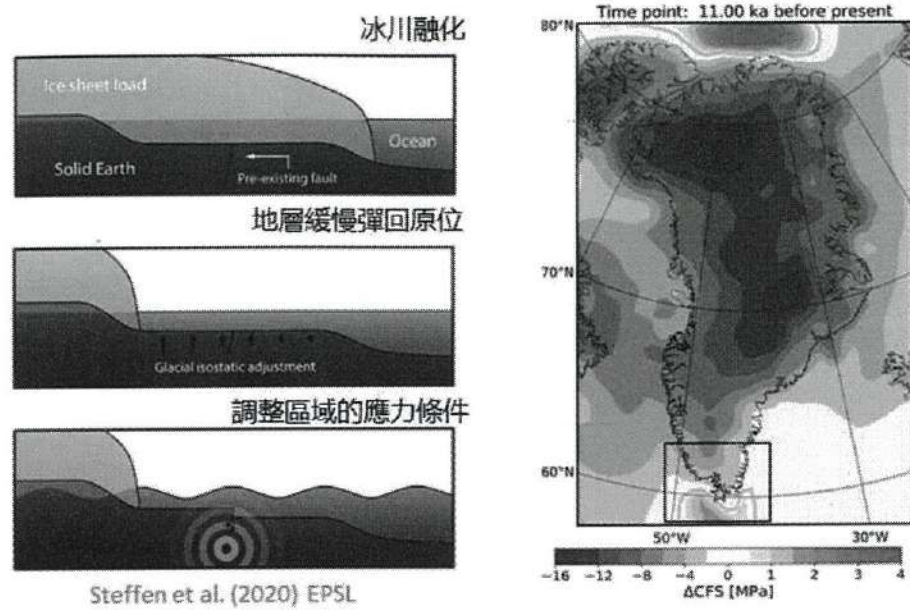 冰川融化
Ice sheet load
Ocean
Solid Earth
Pre-existing fault
地層緩慢彈回原位
Glacial isostatic adjustment
調整區域的應力條件
Steffen et al. (2020) EPSL
Time point: 11.00 ka before present
80°N
70°N
60°N
50°W 30°W
−16 −12 −8 −4 0 1 2 3 4
ΔCFS [MPa]